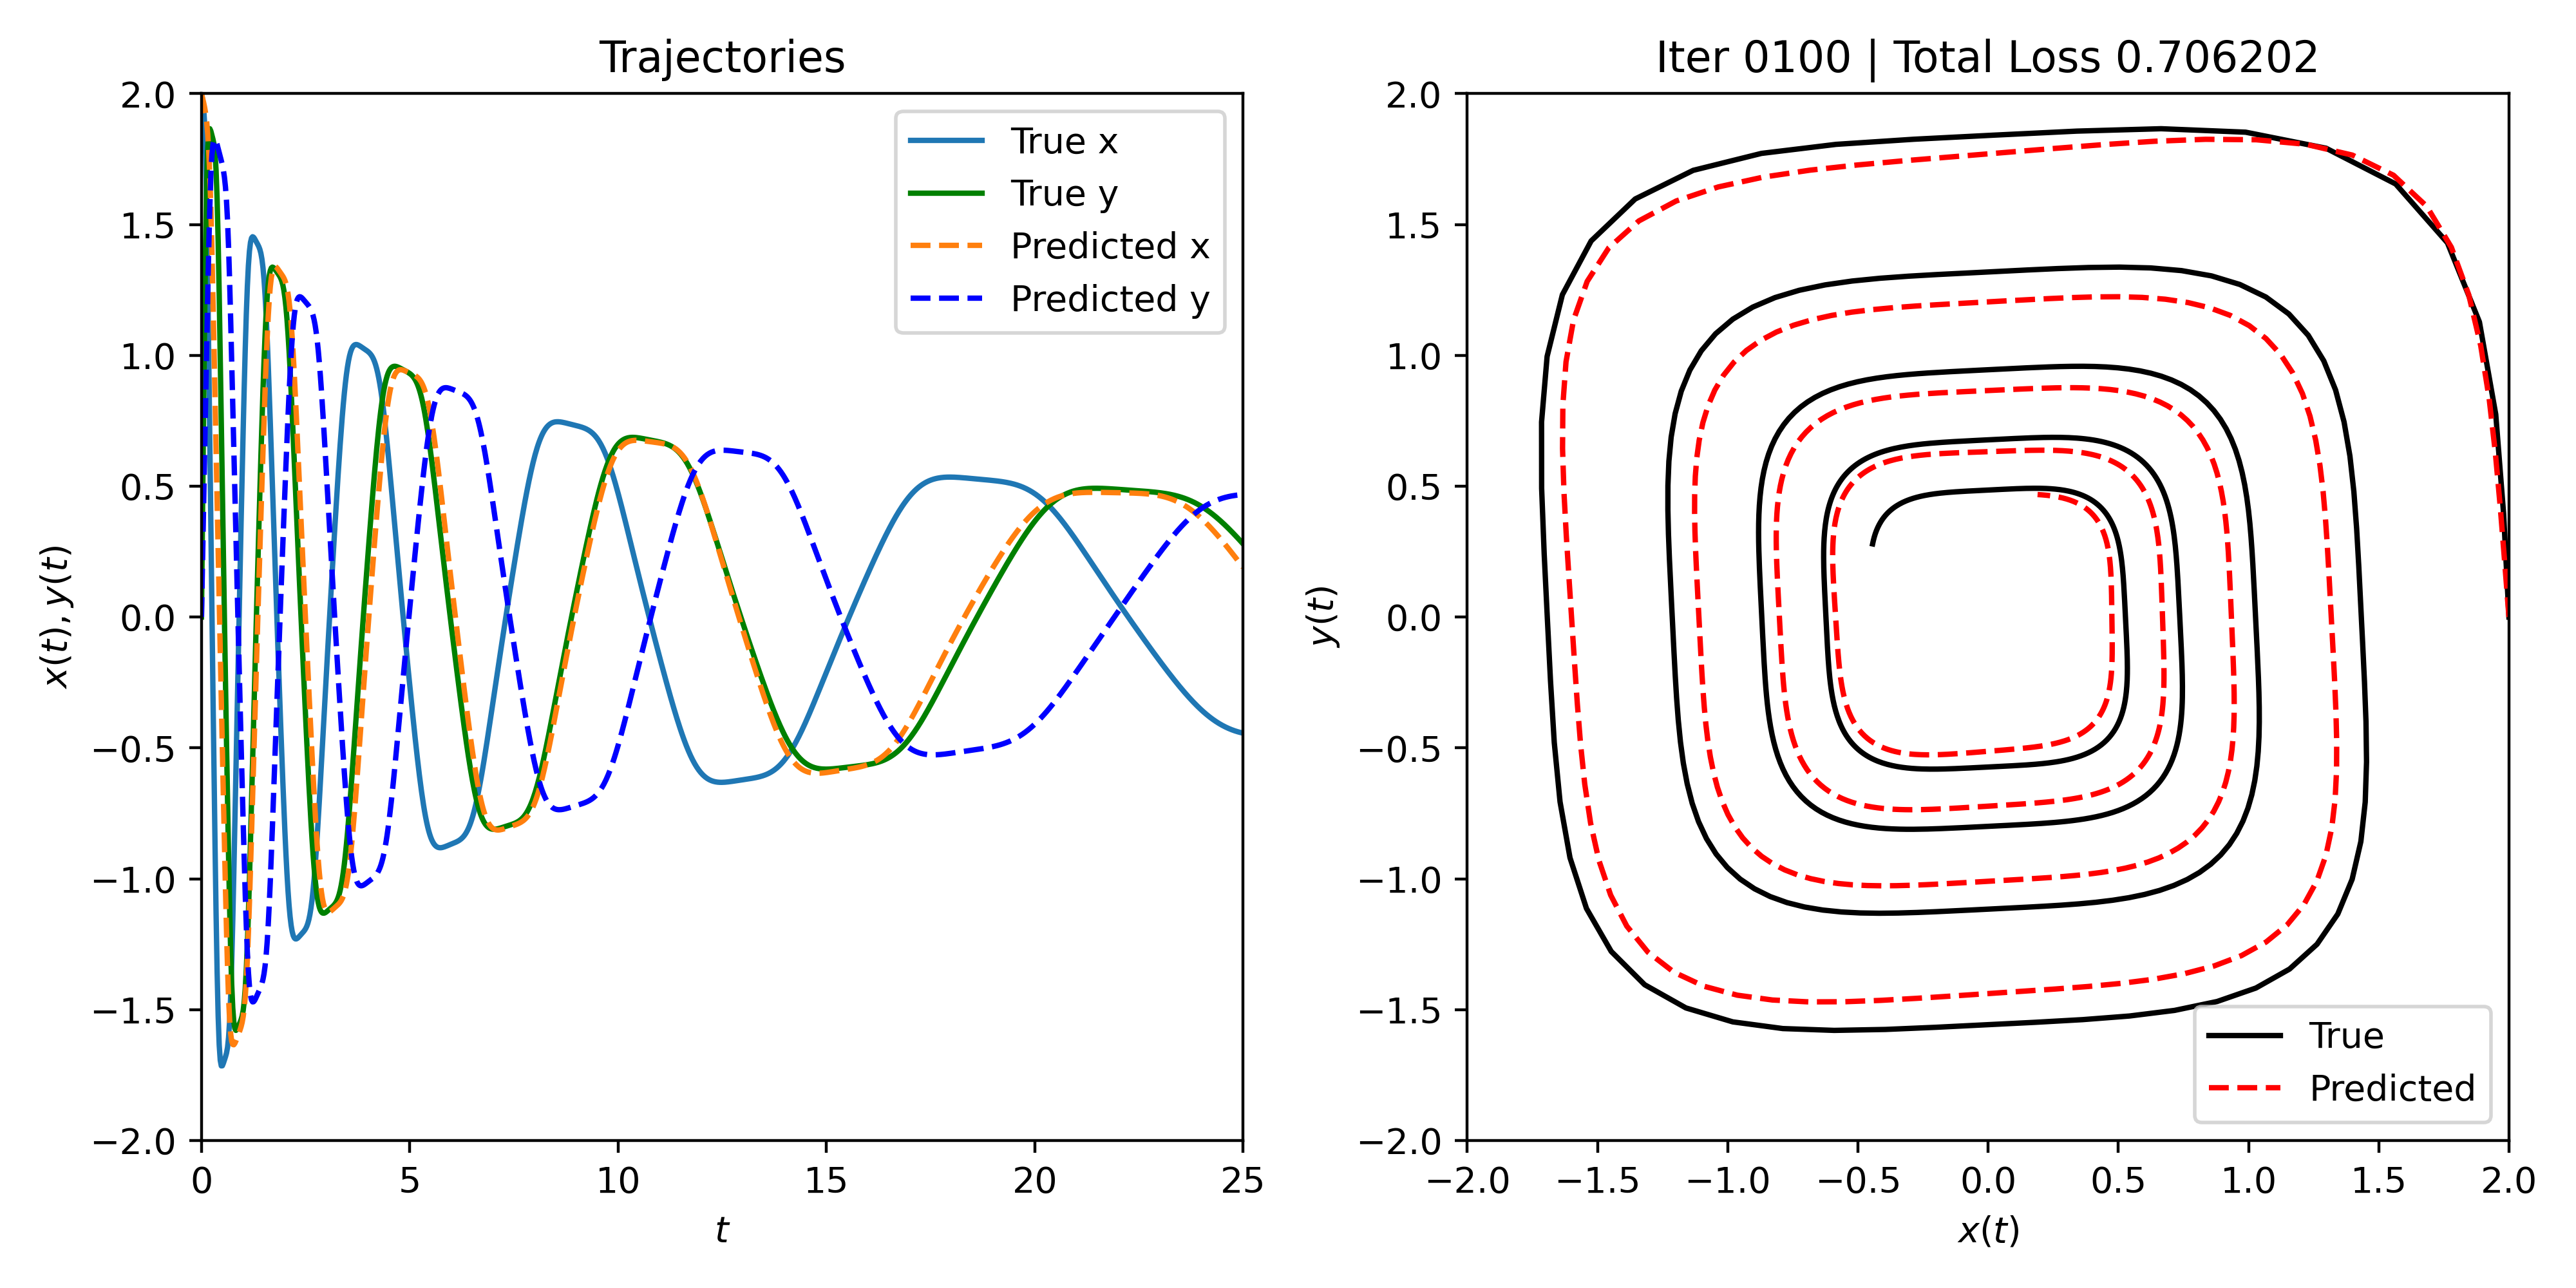 Trajectories
2.0
1.5
1.0
0.5
0.0
−0.5
−1.0
−1.5
−2.0
x(t), y(t)
0 5 10 15 20 25
t
True x
True y
Predicted x
Predicted y
Iter 0100 | Total Loss 0.706202
2.0
1.5
1.0
0.5
0.0
−0.5
−1.0
−1.5
−2.0
y(t)
−2.0 −1.5 −1.0 −0.5 0.0 0.5 1.0 1.5 2.0
x(t)
True
Predicted